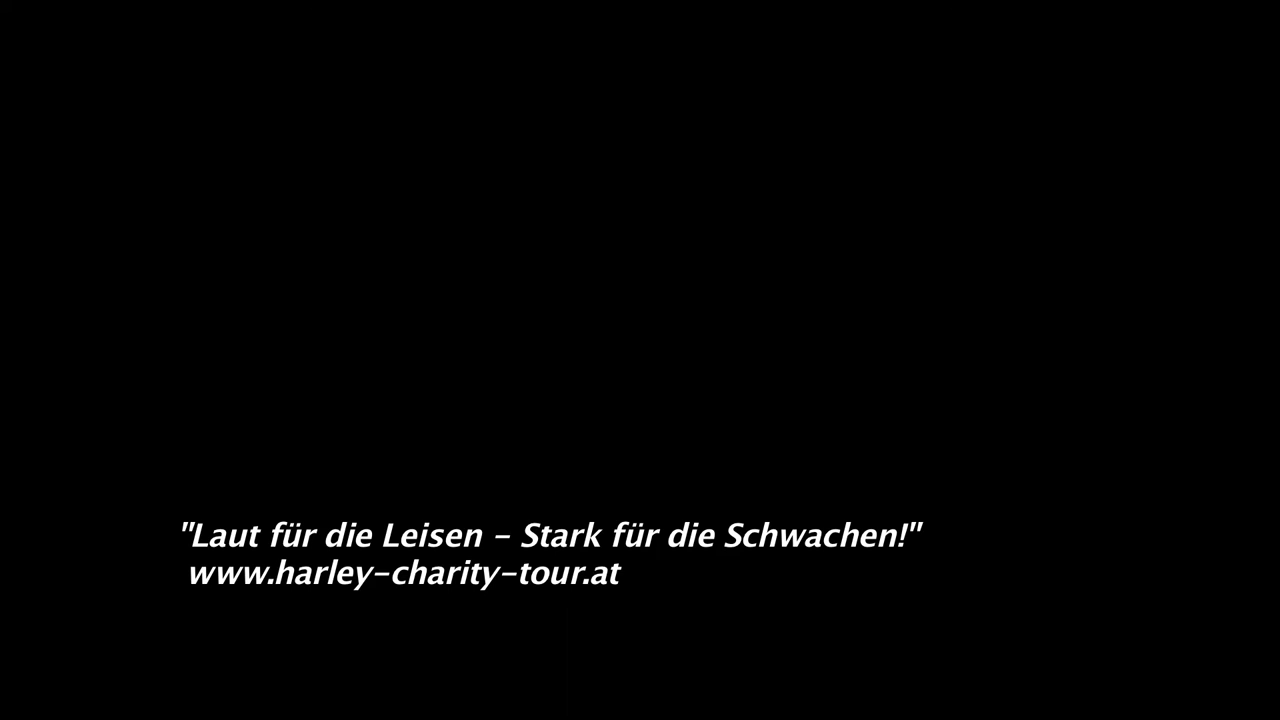 "Laut für die Leisen - Stark für die Schwachen!"
www.harley-charity-tour.at